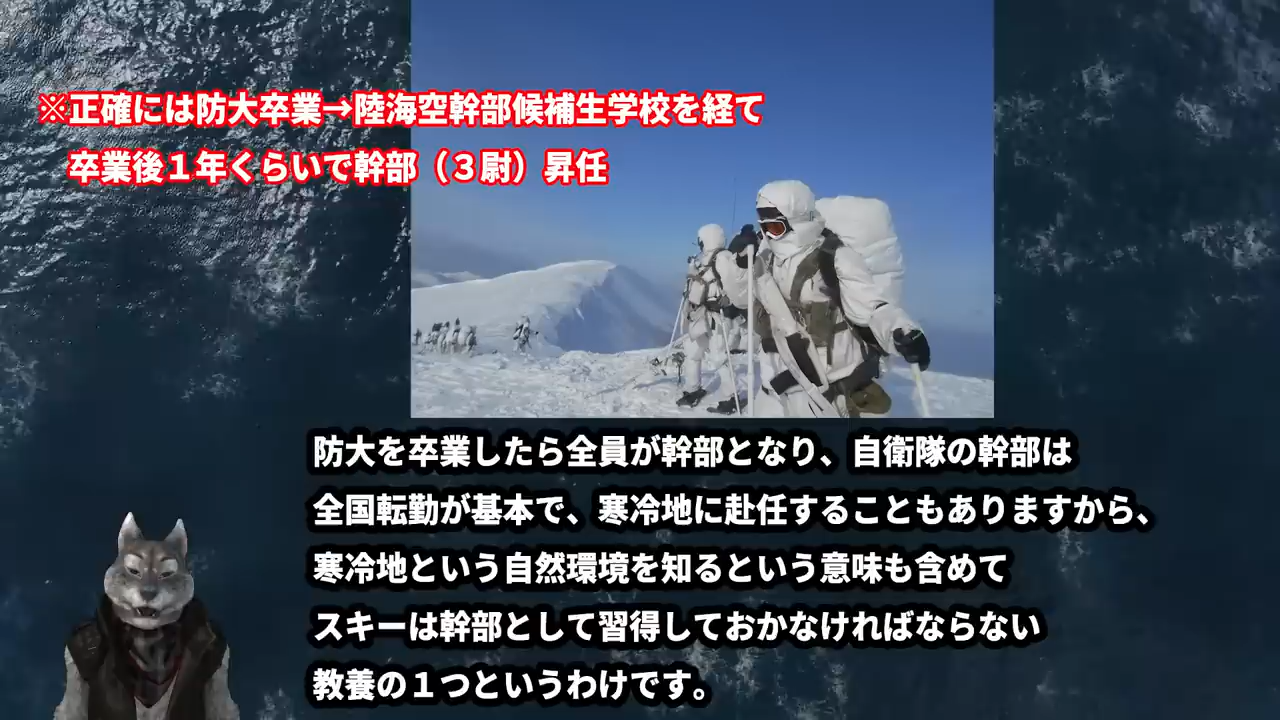 ※正確には防大卒業→陸海空幹部候補生学校を経て
卒業後１年くらいで幹部（３尉）昇任
防大を卒業したら全員が幹部となり、自衛隊の幹部は
全国転勤が基本で、寒冷地に赴任することもありますから、
寒冷地という自然環境を知るという意味も含めて
スキーは幹部として習得しておかなければならない
教養の１つというわけです。